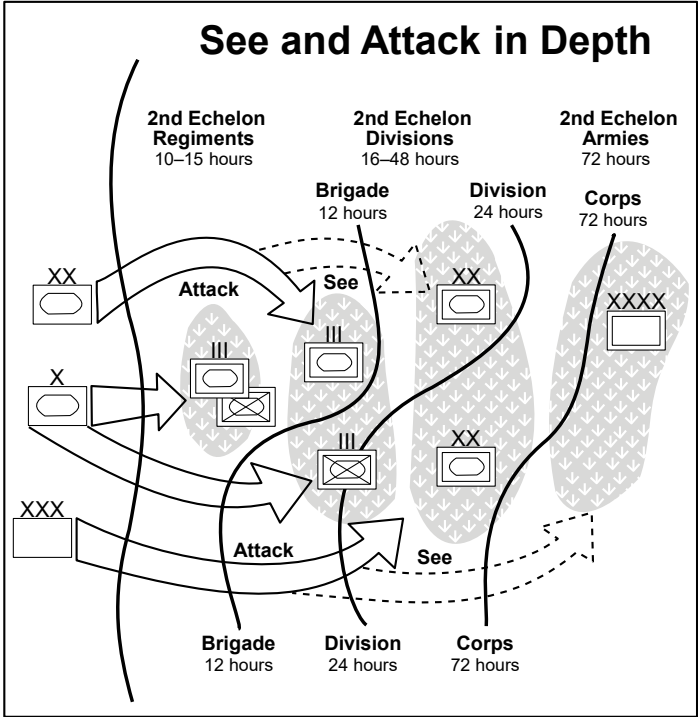 See and Attack in Depth
2nd Echelon
Regiments
10–15 hours
2nd Echelon
Divisions
16–48 hours
2nd Echelon
Armies
72 hours
Brigade
12 hours
Division
24 hours
Corps
72 hours
XX
Attack
See
XX
XXXX
III
III
X
III
XX
XXX
Attack
See
Brigade
12 hours
Division
24 hours
Corps
72 hours